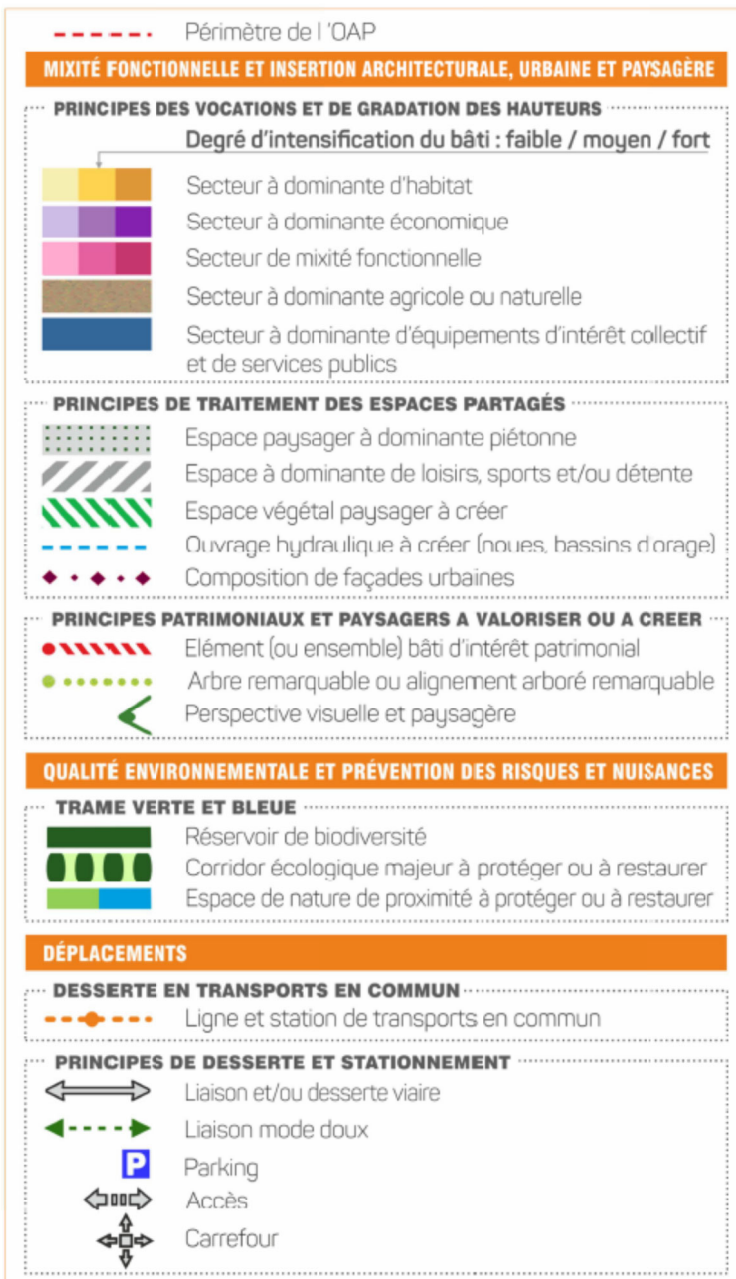 Périmètre de l 'OAP
MIXITÉ FONCTIONNELLE ET INSERTION ARCHITECTURALE, URBAINE ET PAYSAGÈRE
PRINCIPES DES VOCATIONS ET DE GRADATION DES HAUTEURS
Degré d'intensification du bâti : faible / moyen / fort
Secteur à dominante d'habitat
Secteur à dominante économique
Secteur de mixité fonctionnelle
Secteur à dominante agricole ou naturelle
Secteur à dominante d'équipements d'intérêt collectif
et de services publics
PRINCIPES DE TRAITEMENT DES ESPACES PARTAGÉS
Espace paysager à dominante piétonne
Espace à dominante de loisirs, sports et/ou détente
Espace végétal paysager à créer
Ouvrage hydraulique à créer (noues, bassins d'orage)
Composition de façades urbaines
PRINCIPES PATRIMONIAUX ET PAYSAGERS A VALORISER OU A CREER
Elément (ou ensemble) bâti d'intérêt patrimonial
Arbre remarquable ou alignement arboré remarquable
Perspective visuelle et paysagère
QUALITÉ ENVIRONNEMENTALE ET PRÉVENTION DES RISQUES ET NUISANCES
TRAME VERTE ET BLEUE
Réservoir de biodiversité
Corridor écologique majeur à protéger ou à restaurer
Espace de nature de proximité à protéger ou à restaurer
DÉPLACEMENTS
DESSERTE EN TRANSPORTS EN COMMUN
Ligne et station de transports en commun
PRINCIPES DE DESSERTE ET STATIONNEMENT
Liaison et/ou desserte viaire
Liaison mode doux
P Parking
Accès
Carrefour